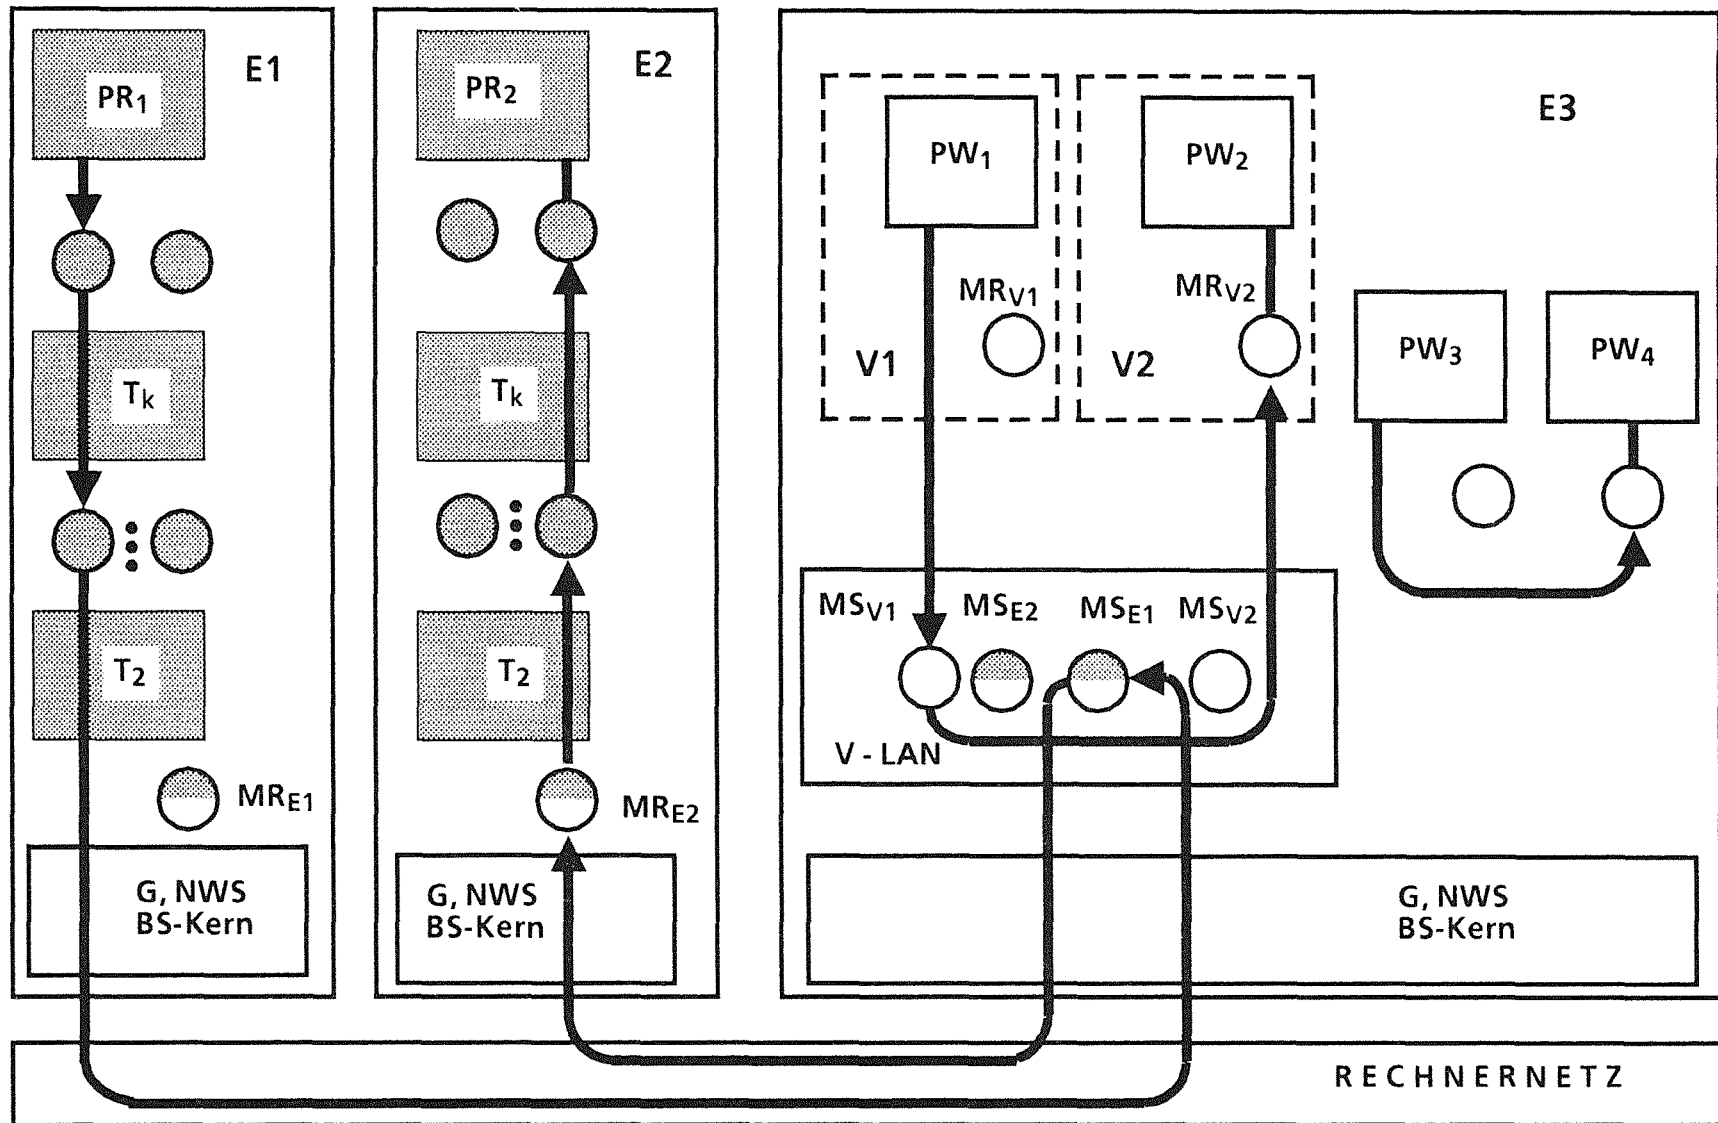 E1
PR1
Tk
T2
MRE1
G, NWS
BS-Kern
E2
PR2
Tk
T2
MRE2
G, NWS
BS-Kern
E3
PW1
MRV1
V1
PW2
MRV2
V2
PW3
PW4
MSV1 MSE2 MSE1 MSV2
V - LAN
G, NWS
BS-Kern
RECHNERNETZ